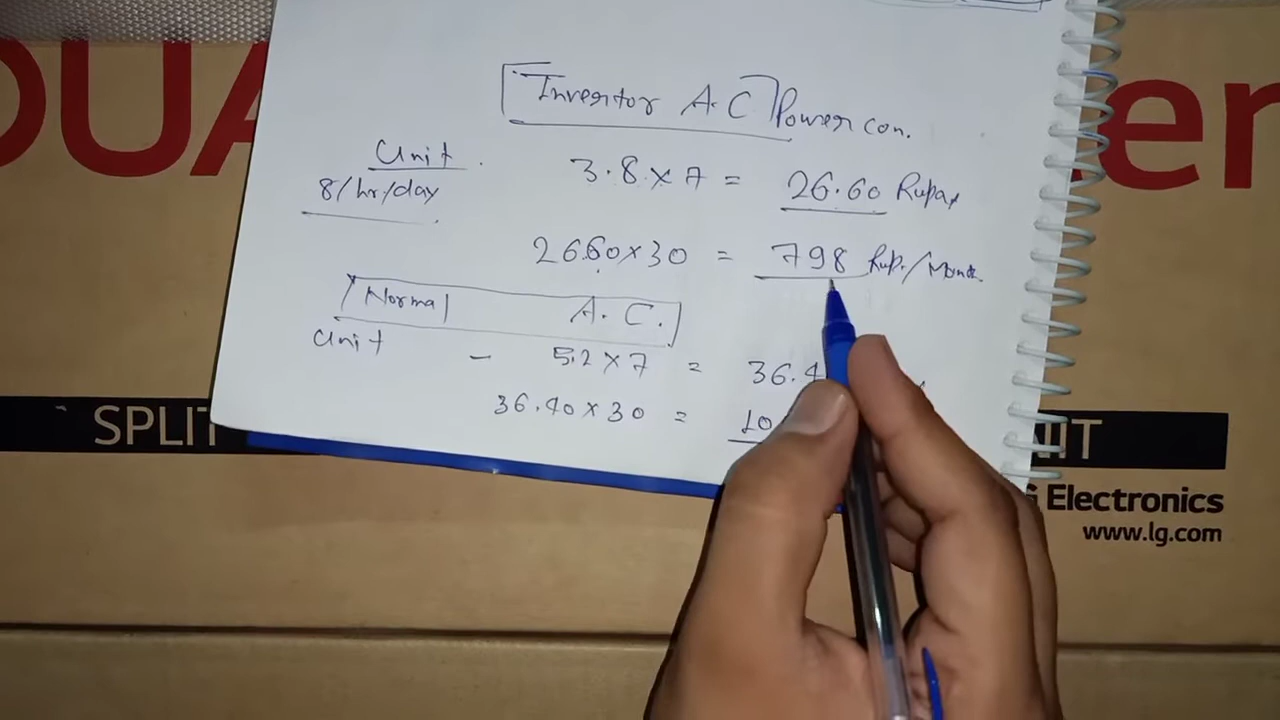 Inverter A.C Power con.
Unit
8/hr/day
3.8 x 7 = 26.60 Rupay
26.60 x 30 = 798 Rup./Month
Normal A.C.
Unit - 5.2 x 7 = 36.4
36.40 x 30 = 10
SPLIT
Electronics
www.lg.com